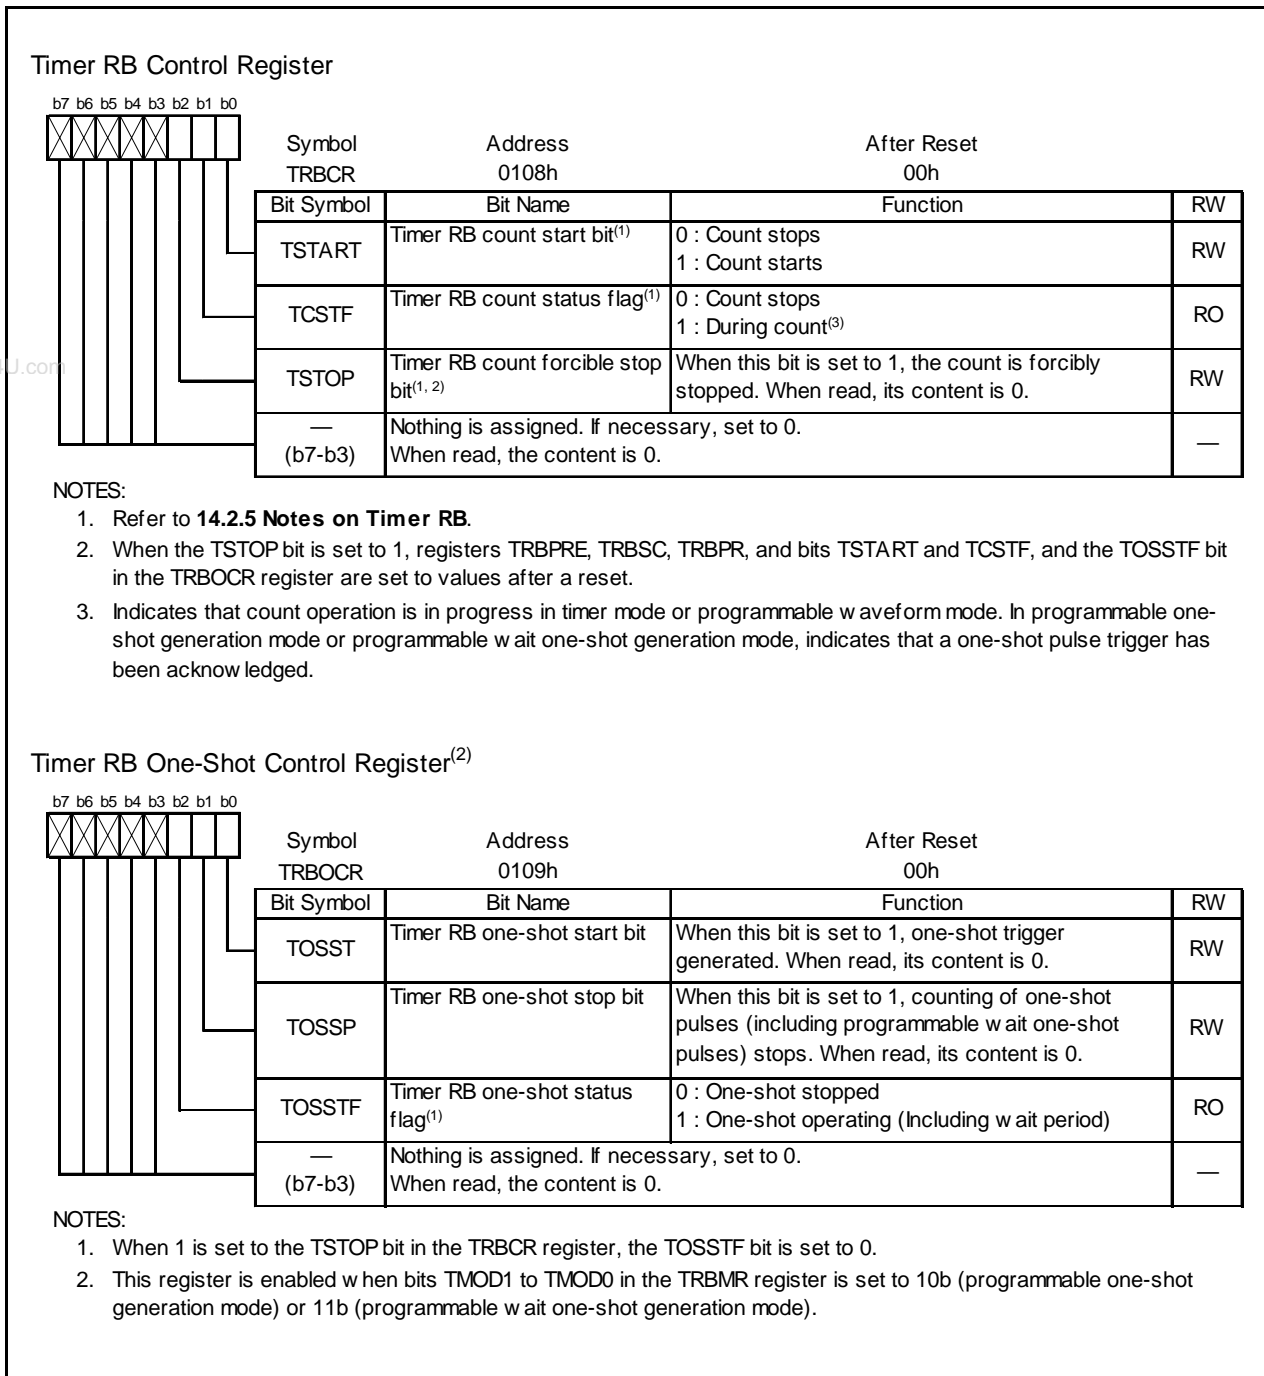 Timer RB Control Register
b7 b6 b5 b4 b3 b2 b1 b0
Symbol Address After Reset
TRBCR 0108h 00h
Bit Symbol Bit Name Function RW
TSTART Timer RB count start bit(1) 0 : Count stops RW
1 : Count starts
TCSTF Timer RB count status flag(1) 0 : Count stops RO
1 : During count(3)
TSTOP Timer RB count forcible stop When this bit is set to 1, the count is forcibly RW
bit(1, 2) stopped. When read, its content is 0.
— Nothing is assigned. If necessary, set to 0. —
(b7-b3) When read, the content is 0.
U.com
NOTES:
1. Refer to 14.2.5 Notes on Timer RB.
2. When the TSTOP bit is set to 1, registers TRBPRE, TRBSC, TRBPR, and bits TSTART and TCSTF, and the TOSSTF bit
in the TRBOCR register are set to values after a reset.
3. Indicates that count operation is in progress in timer mode or programmable waveform mode. In programmable one-
shot generation mode or programmable wait one-shot generation mode, indicates that a one-shot pulse trigger has
been acknowledged.
Timer RB One-Shot Control Register(2)
b7 b6 b5 b4 b3 b2 b1 b0
Symbol Address After Reset
TRBOCR 0109h 00h
Bit Symbol Bit Name Function RW
TOSST Timer RB one-shot start bit When this bit is set to 1, one-shot trigger RW
generated. When read, its content is 0.
TOSSP Timer RB one-shot stop bit When this bit is set to 1, counting of one-shot RW
pulses (including programmable wait one-shot
pulses) stops. When read, its content is 0.
TOSSTF Timer RB one-shot status 0 : One-shot stopped RO
flag(1) 1 : One-shot operating (Including wait period)
— Nothing is assigned. If necessary, set to 0. —
(b7-b3) When read, the content is 0.
NOTES:
1. When 1 is set to the TSTOP bit in the TRBCR register, the TOSSTF bit is set to 0.
2. This register is enabled when bits TMOD1 to TMOD0 in the TRBMR register is set to 10b (programmable one-shot
generation mode) or 11b (programmable wait one-shot generation mode).